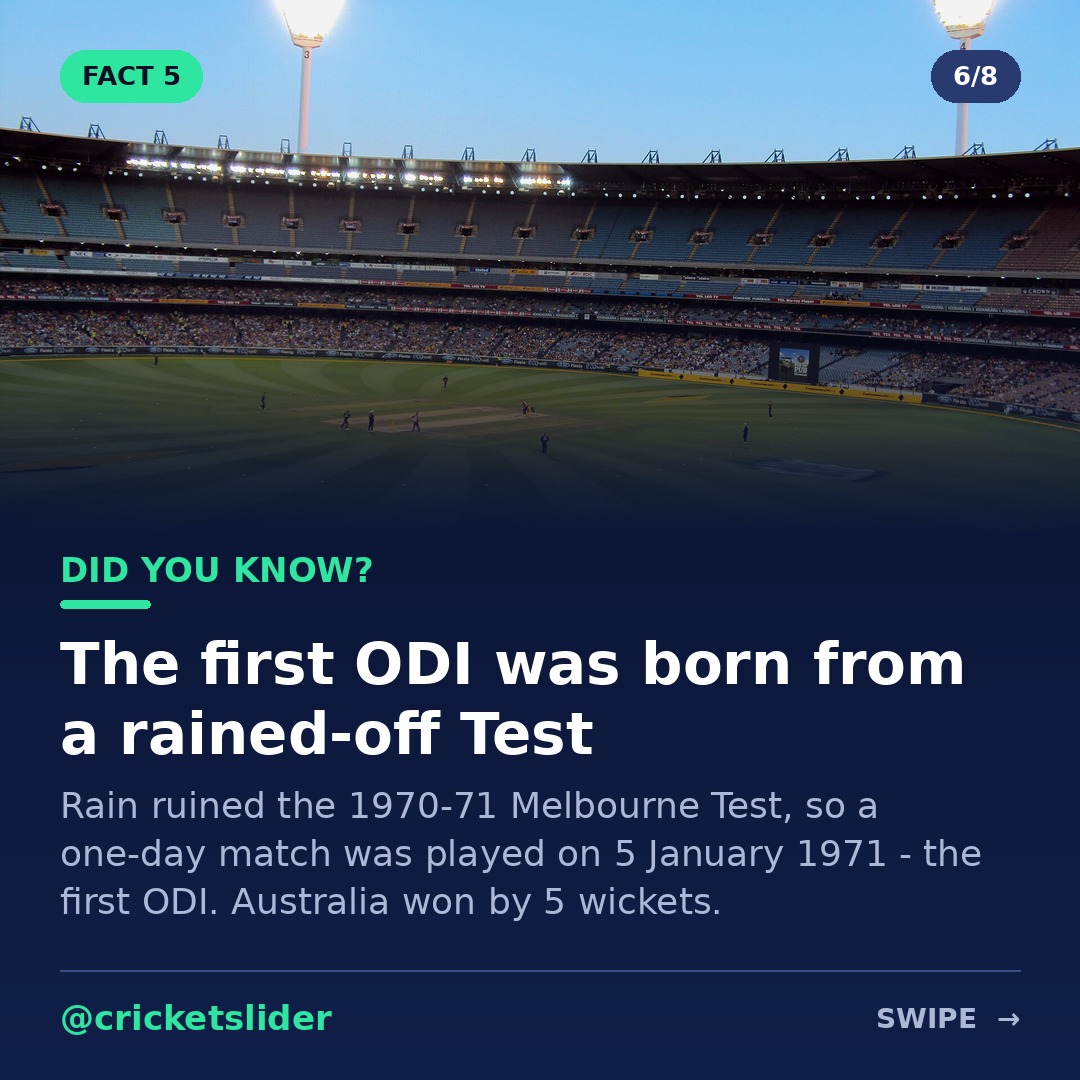 FACT 5
6/8
DID YOU KNOW?
The first ODI was born from
a rained-off Test
Rain ruined the 1970-71 Melbourne Test, so a
one-day match was played on 5 January 1971 - the
first ODI. Australia won by 5 wickets.
@cricketslider
SWIPE →